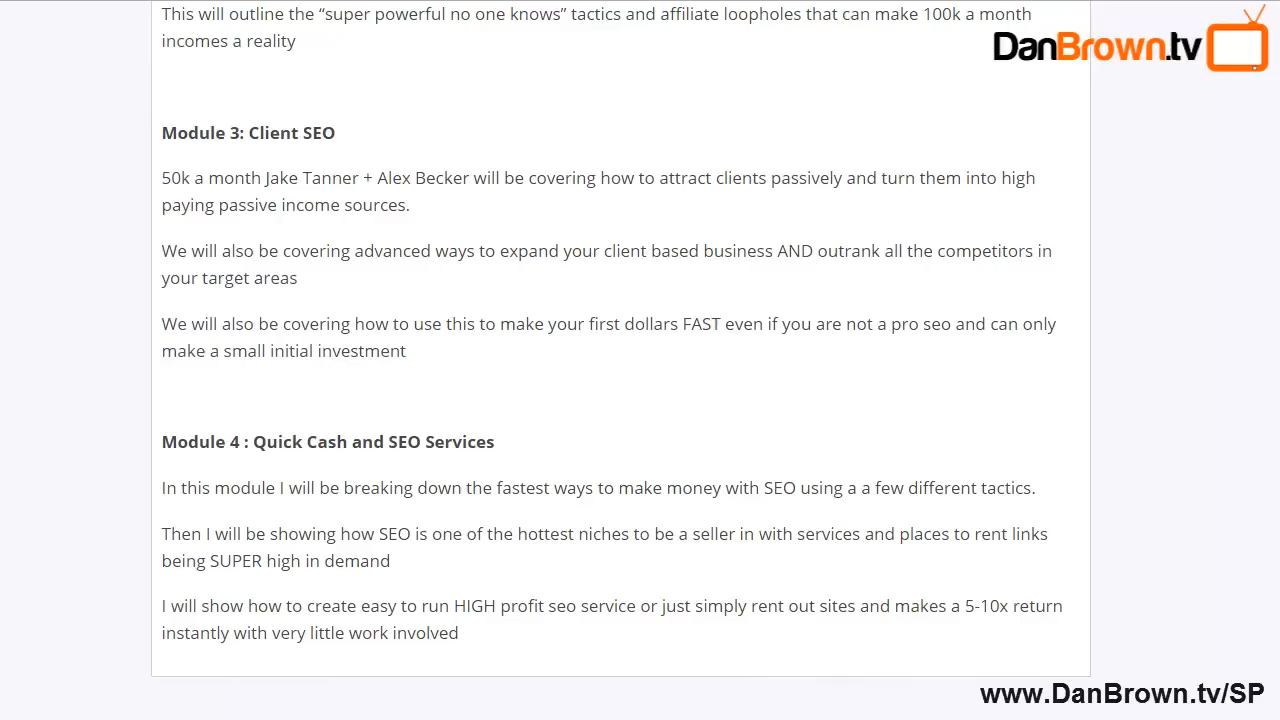 This will outline the “super powerful no one knows” tactics and affiliate loopholes that can make 100k a month
incomes a reality
DanBrown.tv
Module 3: Client SEO
50k a month Jake Tanner + Alex Becker will be covering how to attract clients passively and turn them into high
paying passive income sources.
We will also be covering advanced ways to expand your client based business AND outrank all the competitors in
your target areas
We will also be covering how to use this to make your first dollars FAST even if you are not a pro seo and can only
make a small initial investment
Module 4 : Quick Cash and SEO Services
In this module I will be breaking down the fastest ways to make money with SEO using a a few different tactics.
Then I will be showing how SEO is one of the hottest niches to be a seller in with services and places to rent links
being SUPER high in demand
I will show how to create easy to run HIGH profit seo service or just simply rent out sites and makes a 5-10x return
instantly with very little work involved
www.DanBrown.tv/SP